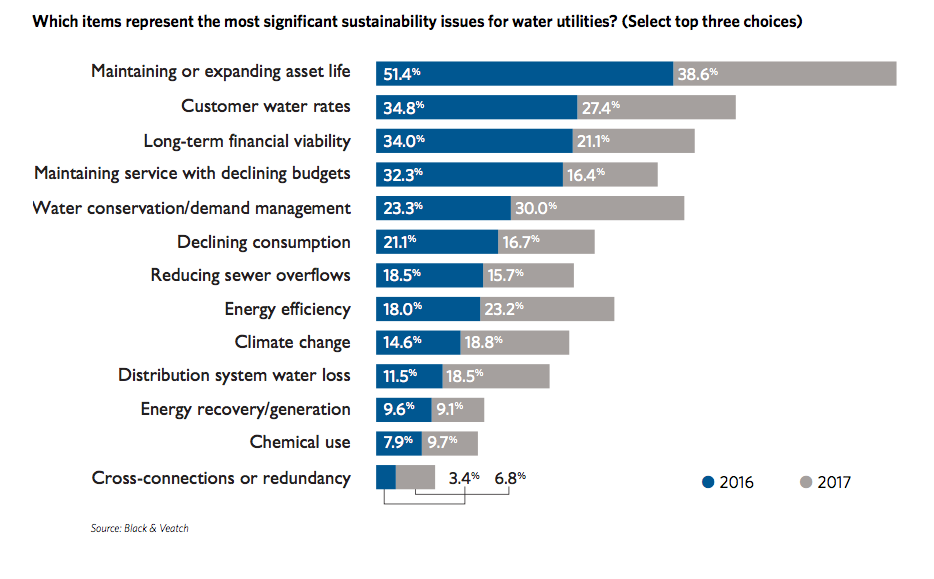 Which items represent the most significant sustainability issues for water utilities? (Select top three choices)
Maintaining or expanding asset life 51.4% 38.6%
Customer water rates 34.8% 27.4%
Long-term financial viability 34.0% 21.1%
Maintaining service with declining budgets 32.3% 16.4%
Water conservation/demand management 23.3% 30.0%
Declining consumption 21.1% 16.7%
Reducing sewer overflows 18.5% 15.7%
Energy efficiency 18.0% 23.2%
Climate change 14.6% 18.8%
Distribution system water loss 11.5% 18.5%
Energy recovery/generation 9.6% 9.1%
Chemical use 7.9% 9.7%
Cross-connections or redundancy 3.4% 6.8%
2016 2017
Source: Black & Veatch